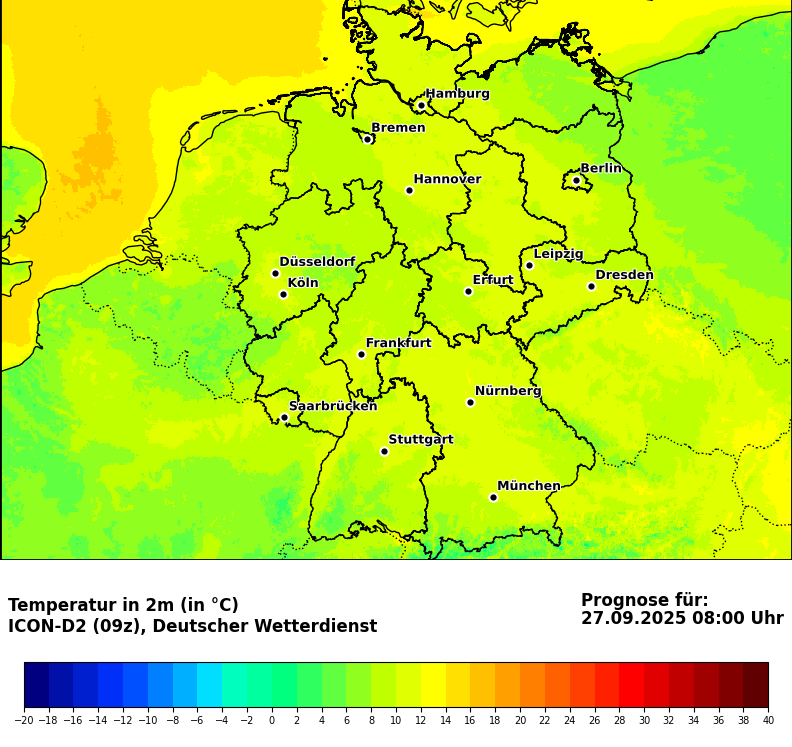 Hamburg
Bremen
Berlin
Hannover
Leipzig
Düsseldorf
Dresden
Köln
Erfurt
Frankfurt
Nürnberg
Saarbrücken
Stuttgart
München
Temperatur in 2m (in °C)
ICON-D2 (09z), Deutscher Wetterdienst
Prognose für:
27.09.2025 08:00 Uhr
−20 −18 −16 −14 −12 −10 −8 −6 −4 −2 0 2 4 6 8 10 12 14 16 18 20 22 24 26 28 30 32 34 36 38 40